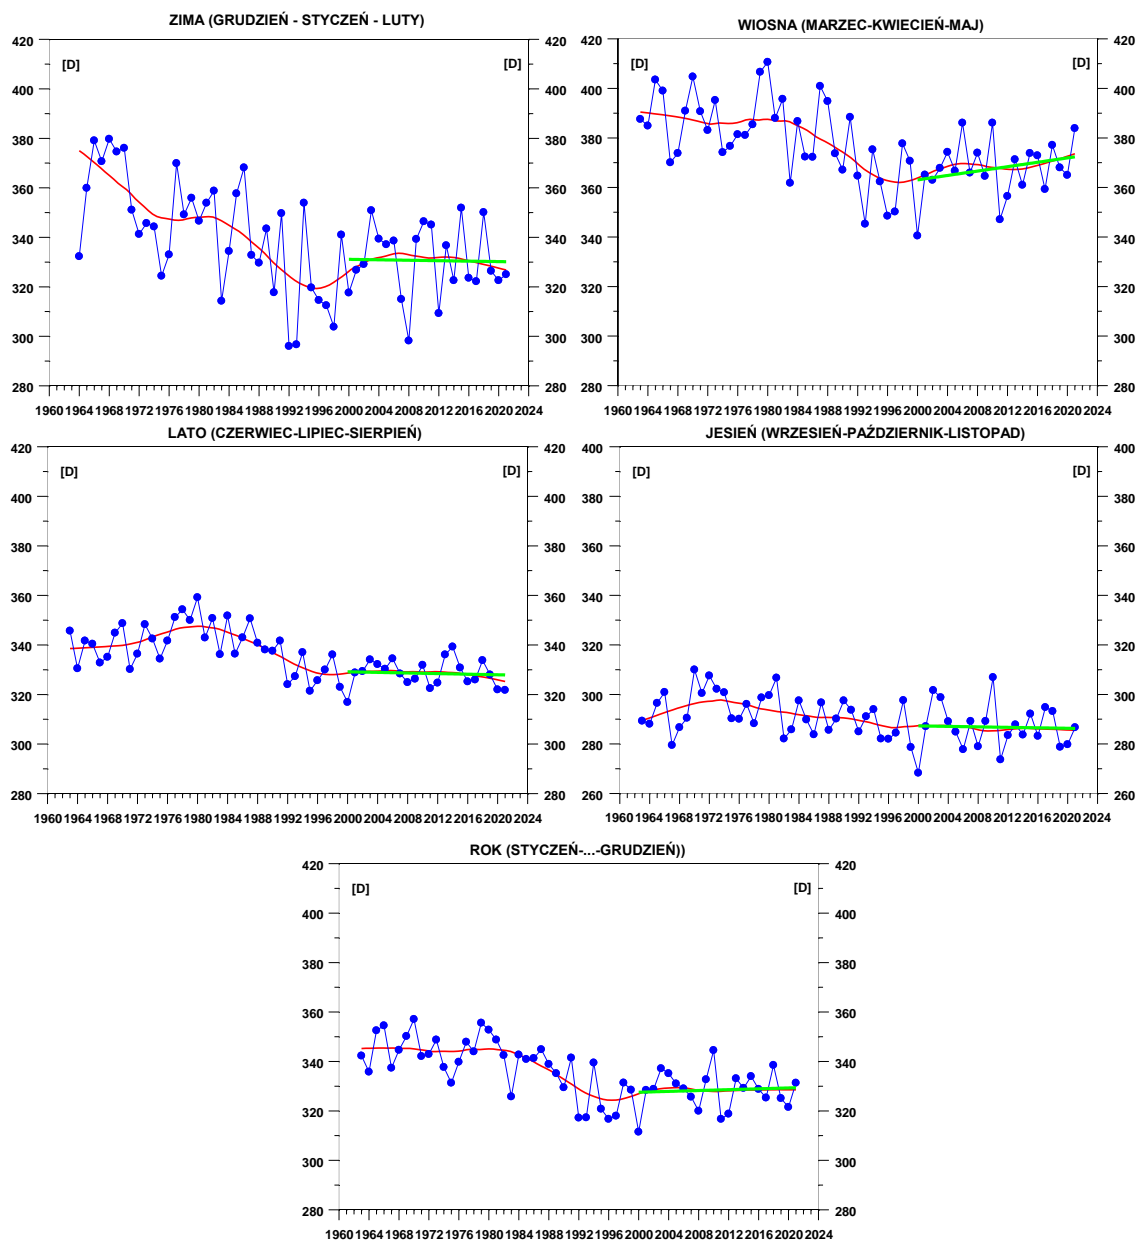 ZIMA (GRUDZIEŃ - STYCZEŃ - LUTY)
WIOSNA (MARZEC-KWIECIEŃ-MAJ)
420 420 420 420
[D] [D] [D] [D]
400 400 400 400
380 380 380 380
360 360 360 360
340 340 340 340
320 320 320 320
300 300 300 300
280 280 280 280
1960 1964 1968 1972 1976 1980 1984 1988 1992 1996 2000 2004 2008 2012 2016 2020 2024
1960 1964 1968 1972 1976 1980 1984 1988 1992 1996 2000 2004 2008 2012 2016 2020 2024
LATO (CZERWIEC-LIPIEC-SIERPIEŃ)
JESIEŃ (WRZESIEŃ-PAŹDZIERNIK-LISTOPAD)
420 420 400 400
[D] [D] [D] [D]
400 400 380 380
380 380 360 360
360 360 340 340
340 340 320 320
320 320 300 300
300 300 280 280
280 280 260 260
1960 1964 1968 1972 1976 1980 1984 1988 1992 1996 2000 2004 2008 2012 2016 2020 2024
1960 1964 1968 1972 1976 1980 1984 1988 1992 1996 2000 2004 2008 2012 2016 2020 2024
ROK (STYCZEŃ-...-GRUDZIEŃ))
420 420
[D] [D]
400 400
380 380
360 360
340 340
320 320
300 300
280 280
1960 1964 1968 1972 1976 1980 1984 1988 1992 1996 2000 2004 2008 2012 2016 2020 2024